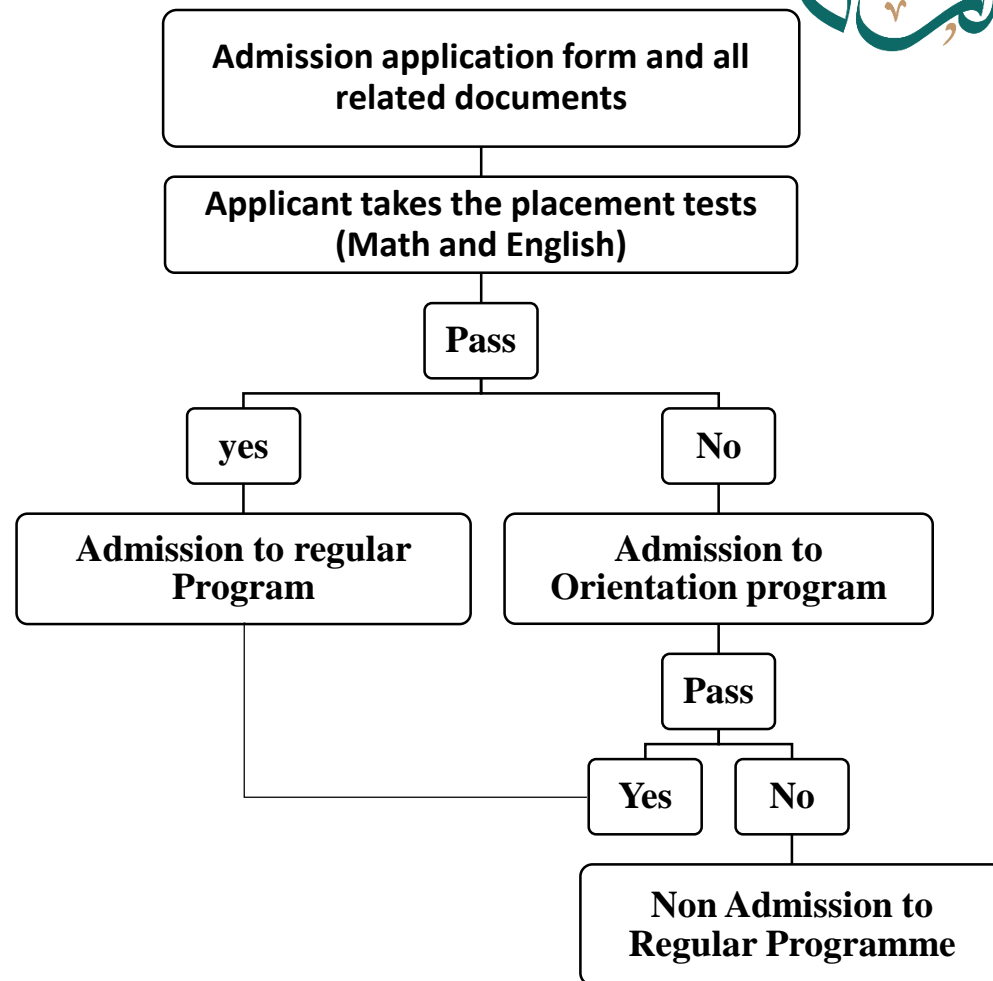 Admission application form and all
related documents
Applicant takes the placement tests
(Math and English)
Pass
yes
No
Admission to regular
Program
Admission to
Orientation program
Pass
Yes
No
Non Admission to
Regular Programme